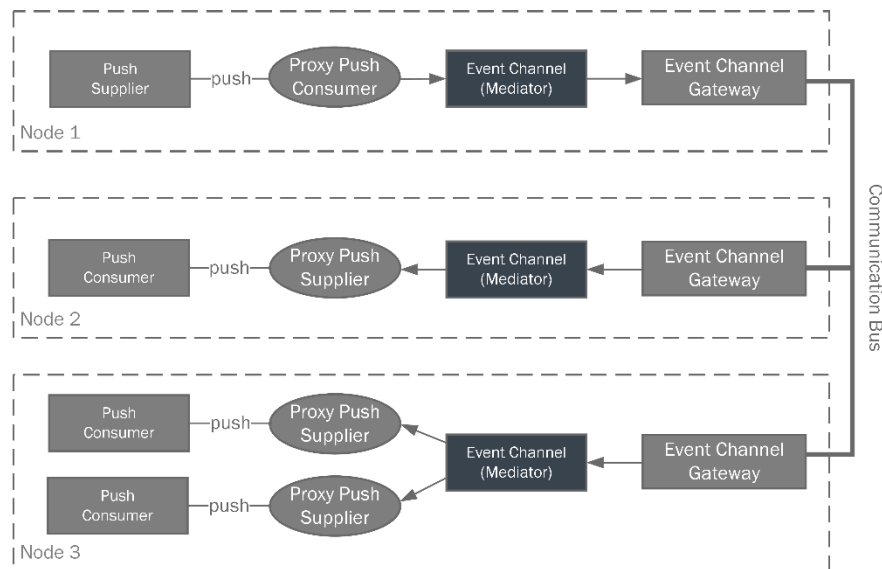 Push
Supplier
push
Proxy Push
Consumer
Event Channel
(Mediator)
Event Channel
Gateway
Node 1
Push
Consumer
push
Proxy Push
Supplier
Event Channel
(Mediator)
Event Channel
Gateway
Node 2
Communication Bus
Push
Consumer
push
Proxy Push
Supplier
Event Channel
(Mediator)
Event Channel
Gateway
Push
Consumer
push
Proxy Push
Supplier
Node 3